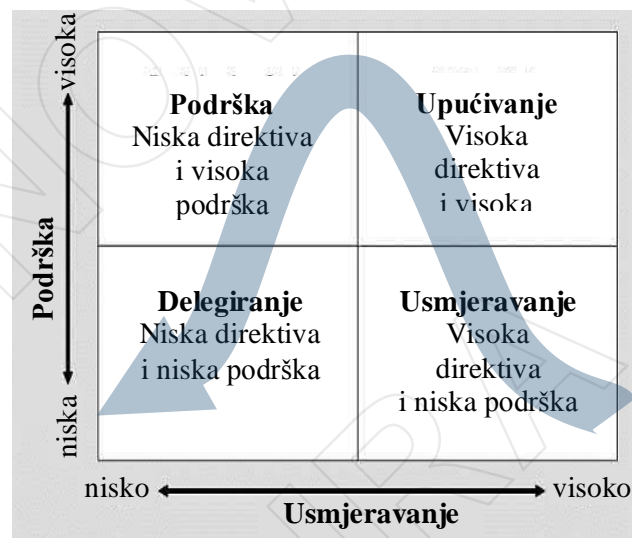 visoka
Podrška
niska
Podrška
Niska direktiva
i visoka
podrška
Upućivanje
Visoka
direktiva
i visoka
Delegiranje
Niska direktiva
i niska podrška
Usmjeravanje
Visoka
direktiva
i niska podrška
nisko
visoko
Usmjeravanje